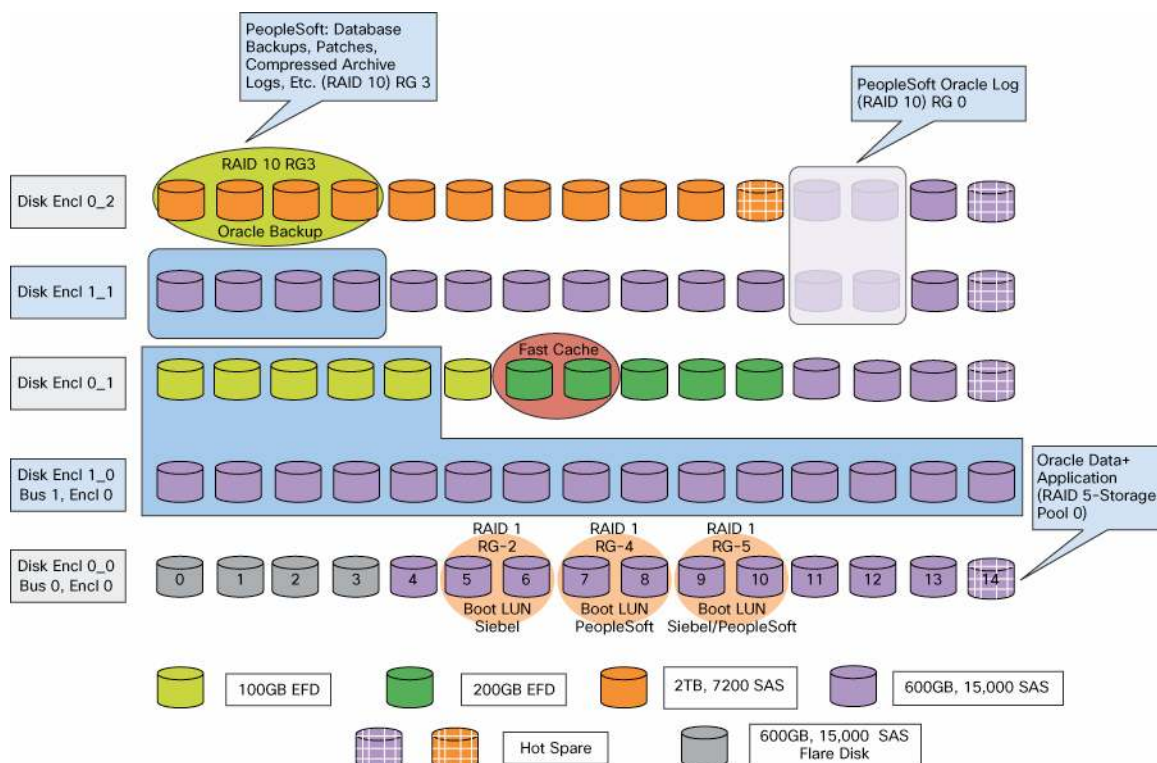 PeopleSoft: Database
Backups, Patches,
Compressed Archive
Logs, Etc. (RAID 10) RG 3
PeopleSoft Oracle Log
(RAID 10) RG 0
RAID 10 RG3
Disk Encl 0_2
Oracle Backup
Disk Encl 1_1
Fast Cache
Disk Encl 0_1
Disk Encl 1_0
Bus 1, Encl 0
Oracle Data+
Application
(RAID 5-Storage
Pool 0)
RAID 1
RG-2
RAID 1
RG-4
RAID 1
RG-5
Disk Encl 0_0
Bus 0, Encl 0
0 1 2 3 4 5 6 7 8 9 10 11 12 13 14
Boot LUN
Siebel
Boot LUN
PeopleSoft
Boot LUN
Siebel/PeopleSoft
100GB EFD
200GB EFD
2TB, 7200 SAS
600GB, 15,000 SAS
Hot Spare
600GB, 15,000 SAS
Flare Disk